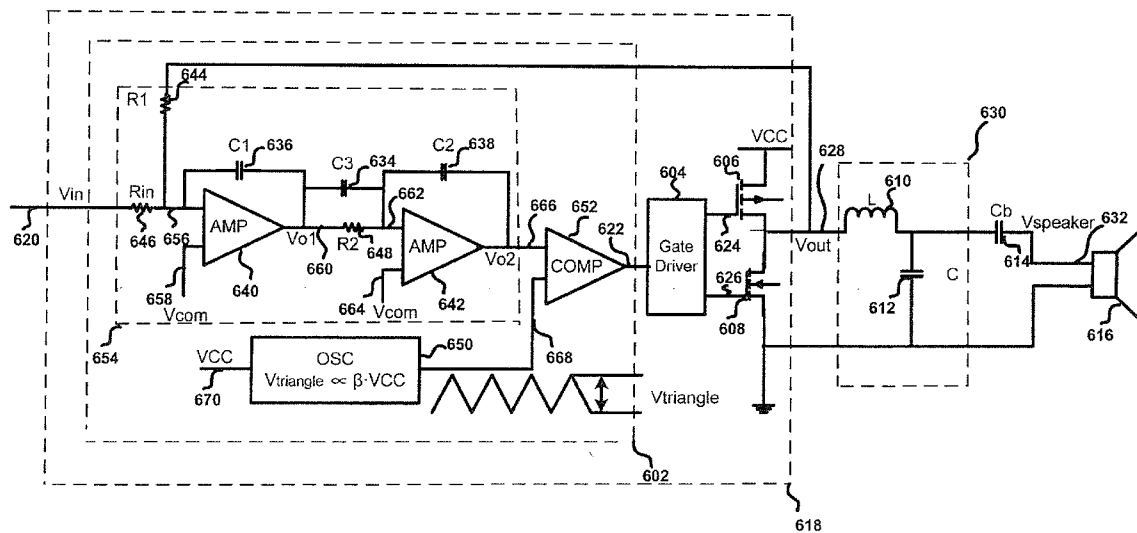 644
R1
C1
636
C3
634
C2
638
VCC
630
606
604
628
610
L
Vin
Rin
AMP
662
AMP
666
652
622
Cb
Vspeaker
632
620
646
656
Vo1
660
R2
648
Vo2
COMP
Gate
Driver
624
626
Vout
614
658
640
664
642
608
612
C
616
Vcom
Vcom
654
VCC
650
668
670
OSC
Vtriangle ∝ β·VCC
Vtriangle
602
618